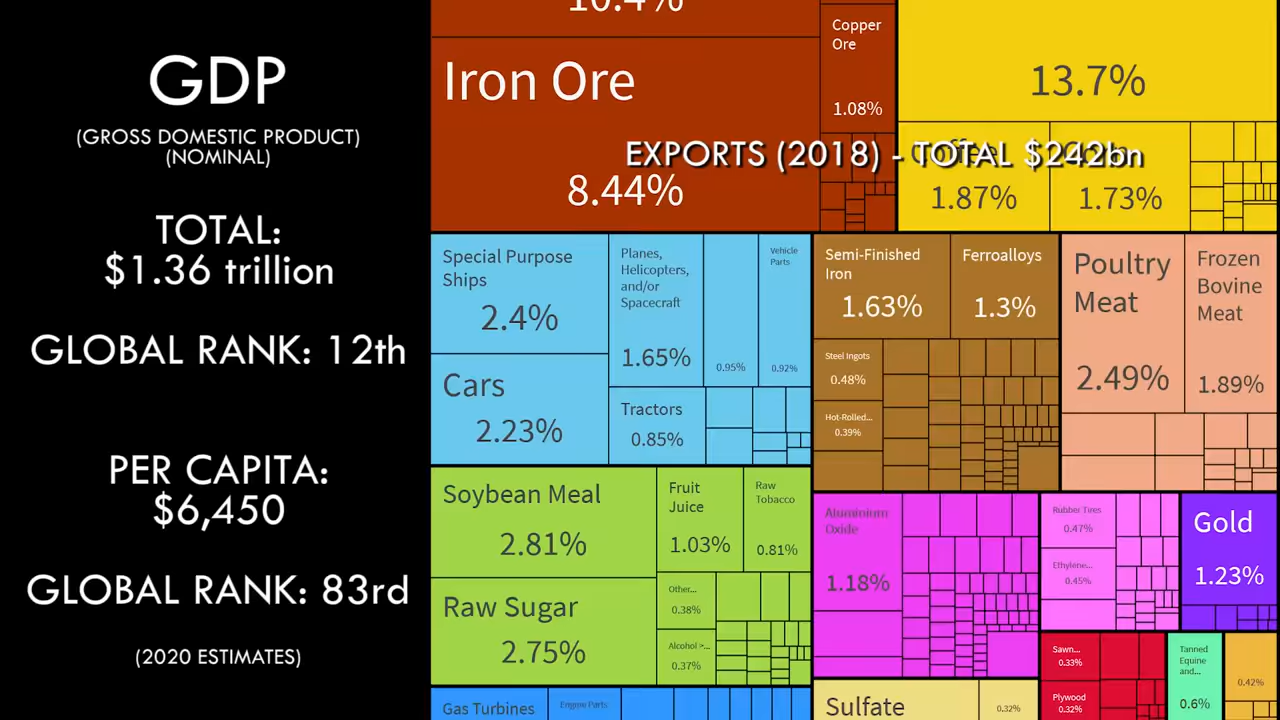 GDP
(GROSS DOMESTIC PRODUCT)
(NOMINAL)
TOTAL:
$1.36 trillion
GLOBAL RANK: 12th
PER CAPITA:
$6,450
GLOBAL RANK: 83rd
(2020 ESTIMATES)
10.4%
Iron Ore
8.44%
Copper
Ore
1.08%
13.7%
EXPORTS (2018) - TOTAL $242bn
1.87%
1.73%
Special Purpose
Ships
2.4%
Planes,
Helicopters,
and/or
Spacecraft
1.65%
0.95%
Vehicle
Parts
0.92%
Cars
2.23%
Tractors
0.85%
Semi-Finished
Iron
1.63%
Ferroalloys
1.3%
Steel Ingots
0.48%
Hot-Rolled...
0.39%
Poultry
Meat
2.49%
Frozen
Bovine
Meat
1.89%
Soybean Meal
2.81%
Fruit
Juice
1.03%
Raw
Tobacco
0.81%
Raw Sugar
2.75%
Other...
0.38%
Alcohol >...
0.37%
Aluminium
Oxide
1.18%
Rubber Tires
0.47%
Ethylene...
0.45%
Gold
1.23%
Sawn...
0.33%
Plywood
0.32%
Tanned
Equine
and...
0.6%
0.42%
Gas Turbines
Engine Parts
Sulfate
0.32%